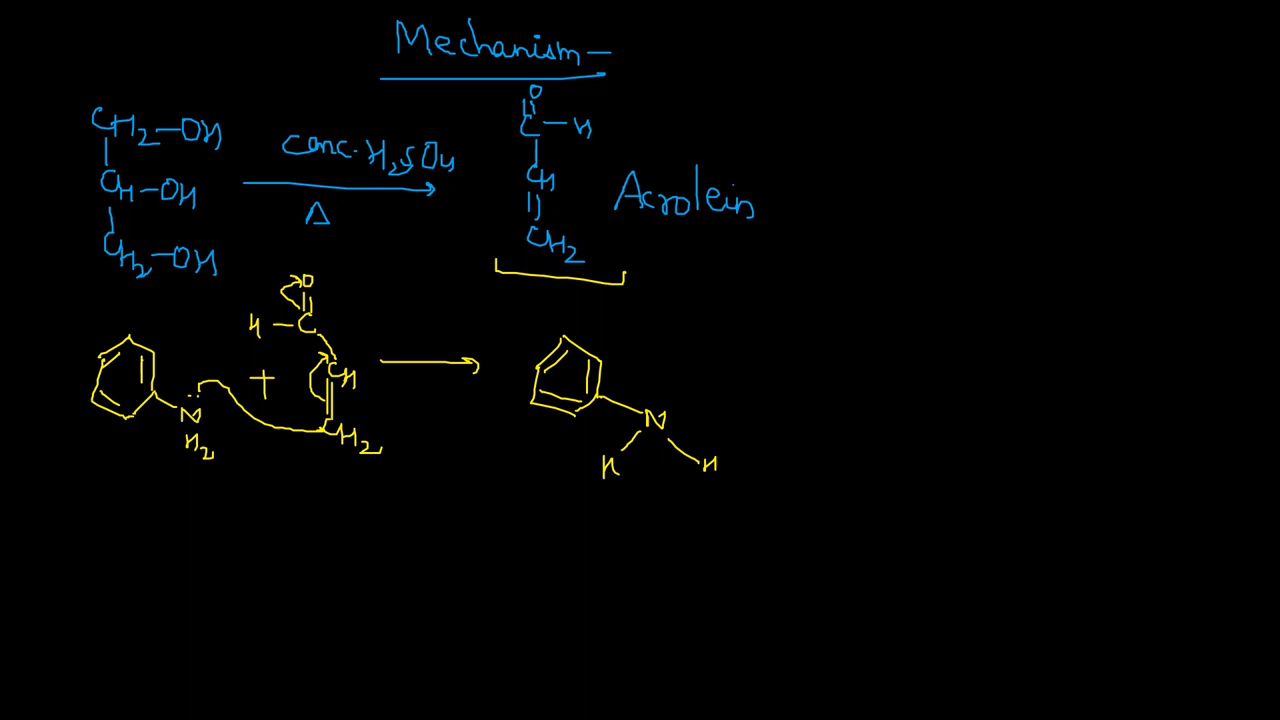 Mechanism—
CH2—OH
CH—OH
CH2—OH
conc. H2SO4
Δ
O
C—H
CH
CH2
Acrolein
O
H—C
CH
CH2
N
H2
+
N
H H